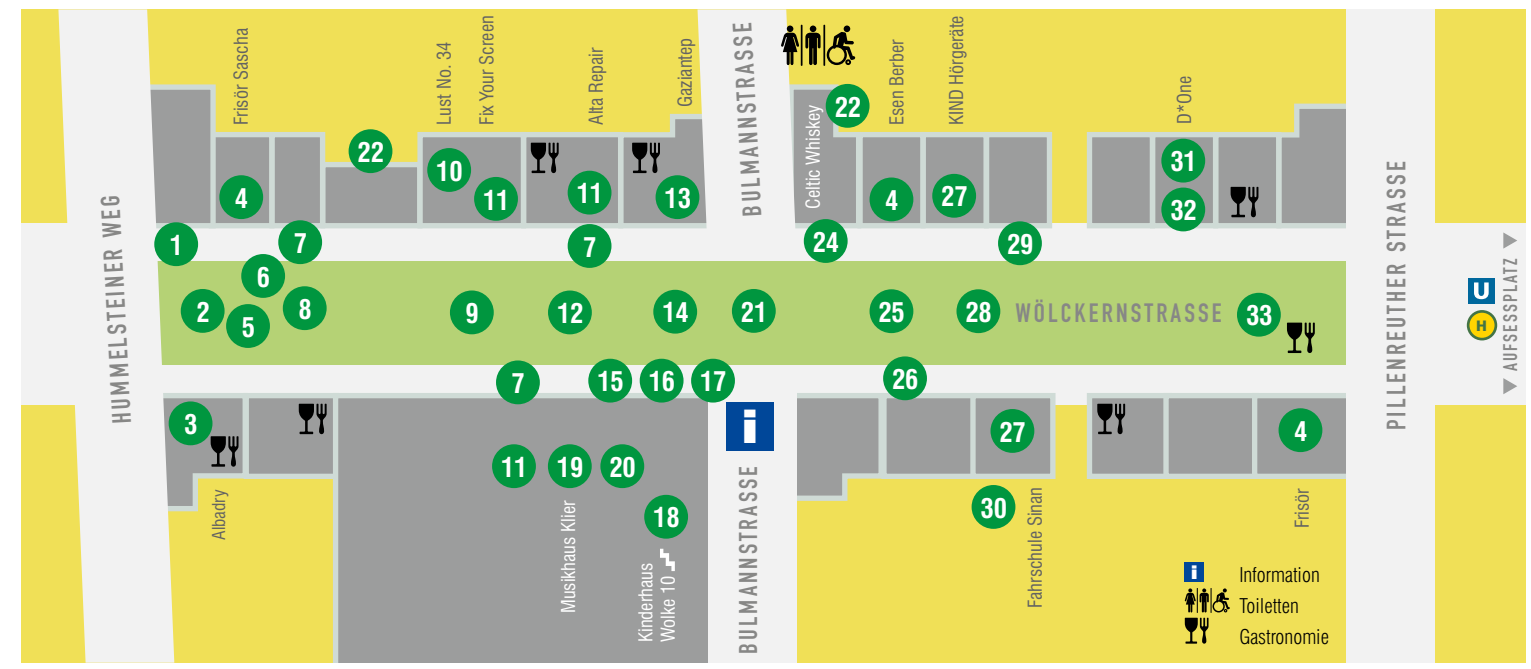 Frisör Sascha
Lust No. 34
Fix Your Screen
Alta Repair
Gaziantep
BULMANNSTRASSE
Celtic Whiskey
Esen Berber
KIND Hörgeräte
D*One
22
22
10
31
4
11
11
13
4
27
32
HUMMELSTEINER WEG
PILLENREUTHER STRASSE
1
7
7
24
29
6
2
5
8
9
12
14
21
25
28
WÖLCKERNSTRASSE
33
U
H
◀ AUFSESSPLATZ ▶
7
15
16
17
26
3
i
27
4
11
19
20
18
30
Albadry
Musikhaus Klier
Kinderhaus
Wolke 10
BULMANNSTRASSE
Fahrschule Sinan
Frisör
i Information
Toiletten
Gastronomie